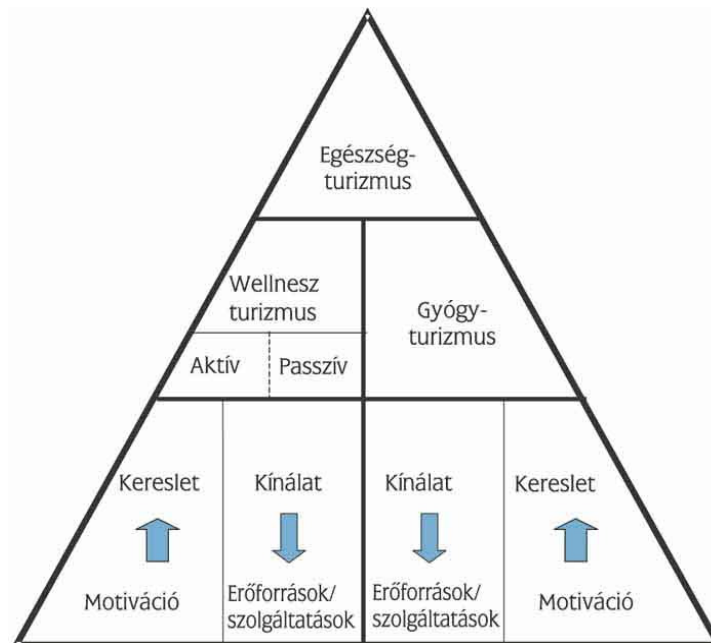 Egészség-
turizmus
Wellnesz
turizmus
Gyógy-
turizmus
Aktív
Passzív
Kereslet
Kínálat
Kínálat
Kereslet
Motiváció
Erőforrások/
szolgáltatások
Erőforrások/
szolgáltatások
Motiváció